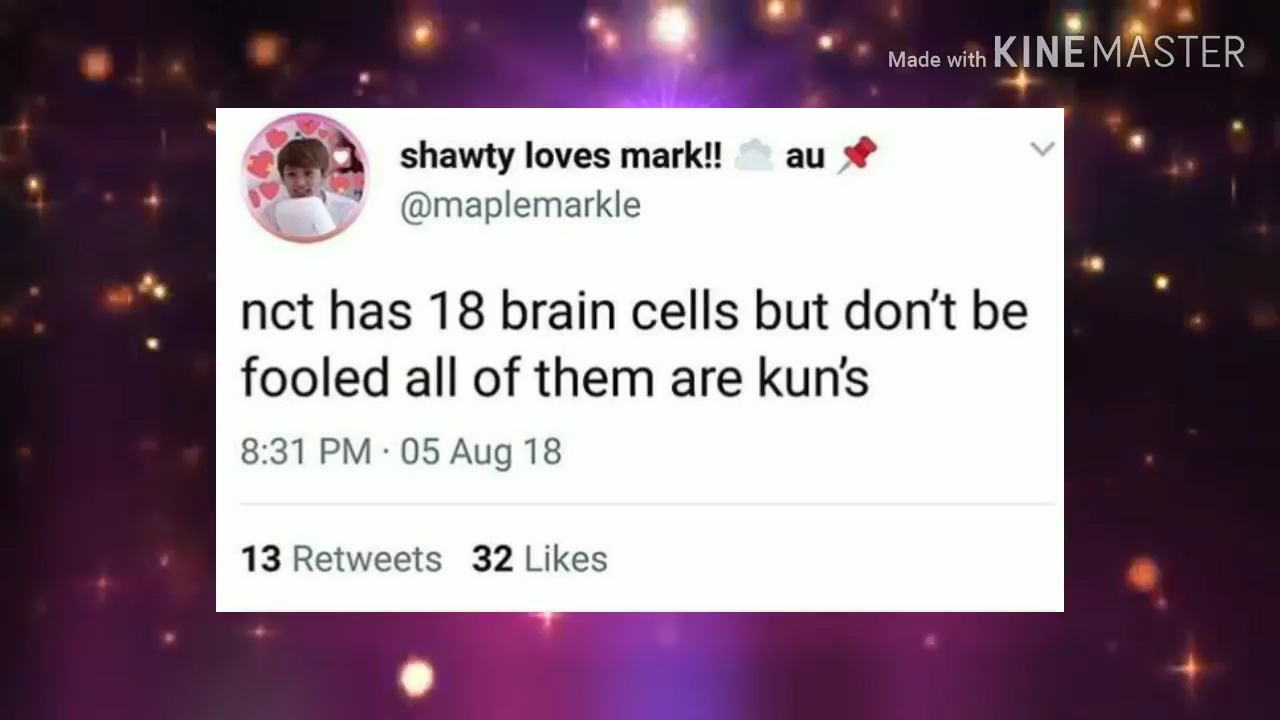 Made with KINEMASTER
shawty loves mark!! ☁️ au 📌
@maplemarkle
nct has 18 brain cells but don't be
fooled all of them are kun's
8:31 PM · 05 Aug 18
13 Retweets 32 Likes